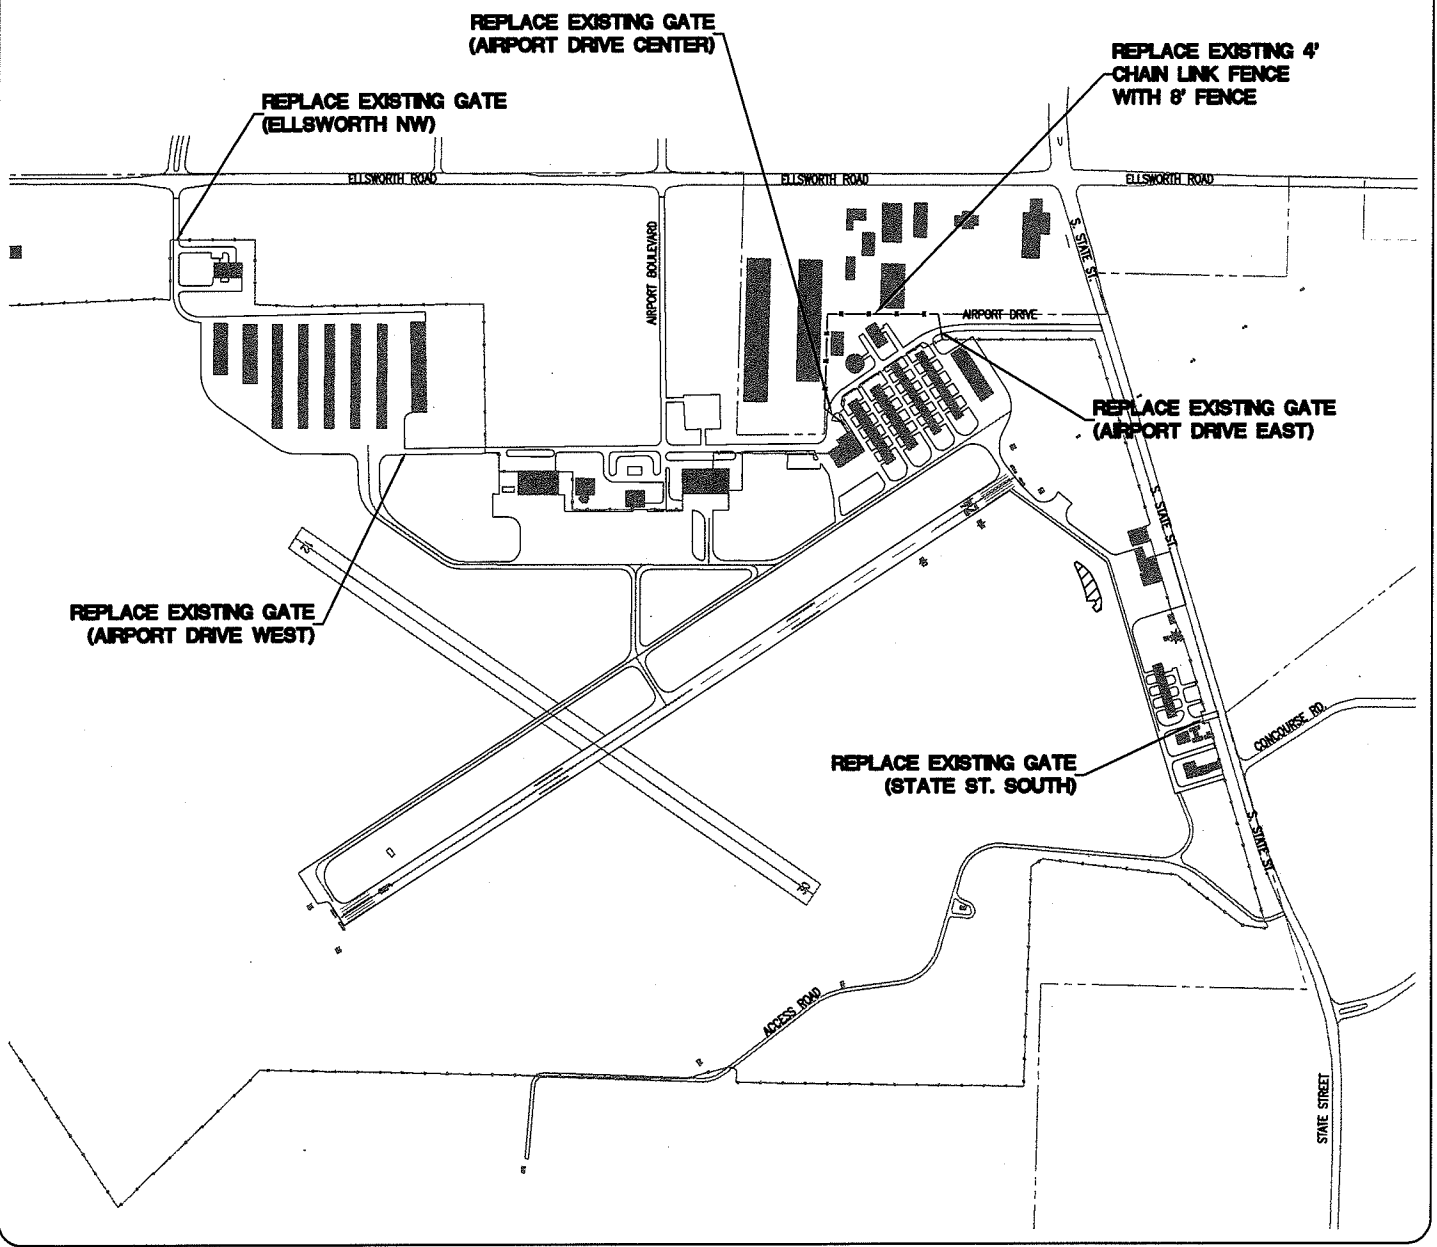 REPLACE EXISTING GATE
(AIRPORT DRIVE CENTER)
REPLACE EXISTING 4'
CHAIN LINK FENCE
WITH 8' FENCE
REPLACE EXISTING GATE
(ELLSWORTH NW)
ELLSWORTH ROAD
ELLSWORTH ROAD
ELLSWORTH ROAD
AIRPORT BOULEVARD
S. STATE ST.
AIRPORT DRIVE
REPLACE EXISTING GATE
(AIRPORT DRIVE EAST)
S. STATE ST.
12
REPLACE EXISTING GATE
(AIRPORT DRIVE WEST)
CONCOURSE RD.
REPLACE EXISTING GATE
(STATE ST. SOUTH)
S. STATE ST.
30
ACCESS ROAD
STATE STREET